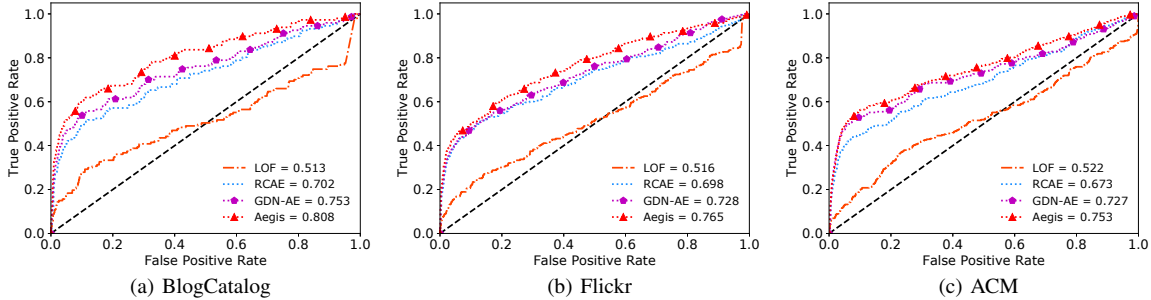 True Positive Rate
1.0
0.8
0.6
0.4
0.2
0.0
LOF = 0.513
RCAE = 0.702
GDN-AE = 0.753
Aegis = 0.808
0.0 0.2 0.4 0.6 0.8 1.0
False Positive Rate
(a) BlogCatalog
True Positive Rate
1.0
0.8
0.6
0.4
0.2
0.0
LOF = 0.516
RCAE = 0.698
GDN-AE = 0.728
Aegis = 0.765
0.0 0.2 0.4 0.6 0.8 1.0
False Positive Rate
(b) Flickr
True Positive Rate
1.0
0.8
0.6
0.4
0.2
0.0
LOF = 0.522
RCAE = 0.673
GDN-AE = 0.727
Aegis = 0.753
0.0 0.2 0.4 0.6 0.8 1.0
False Positive Rate
(c) ACM